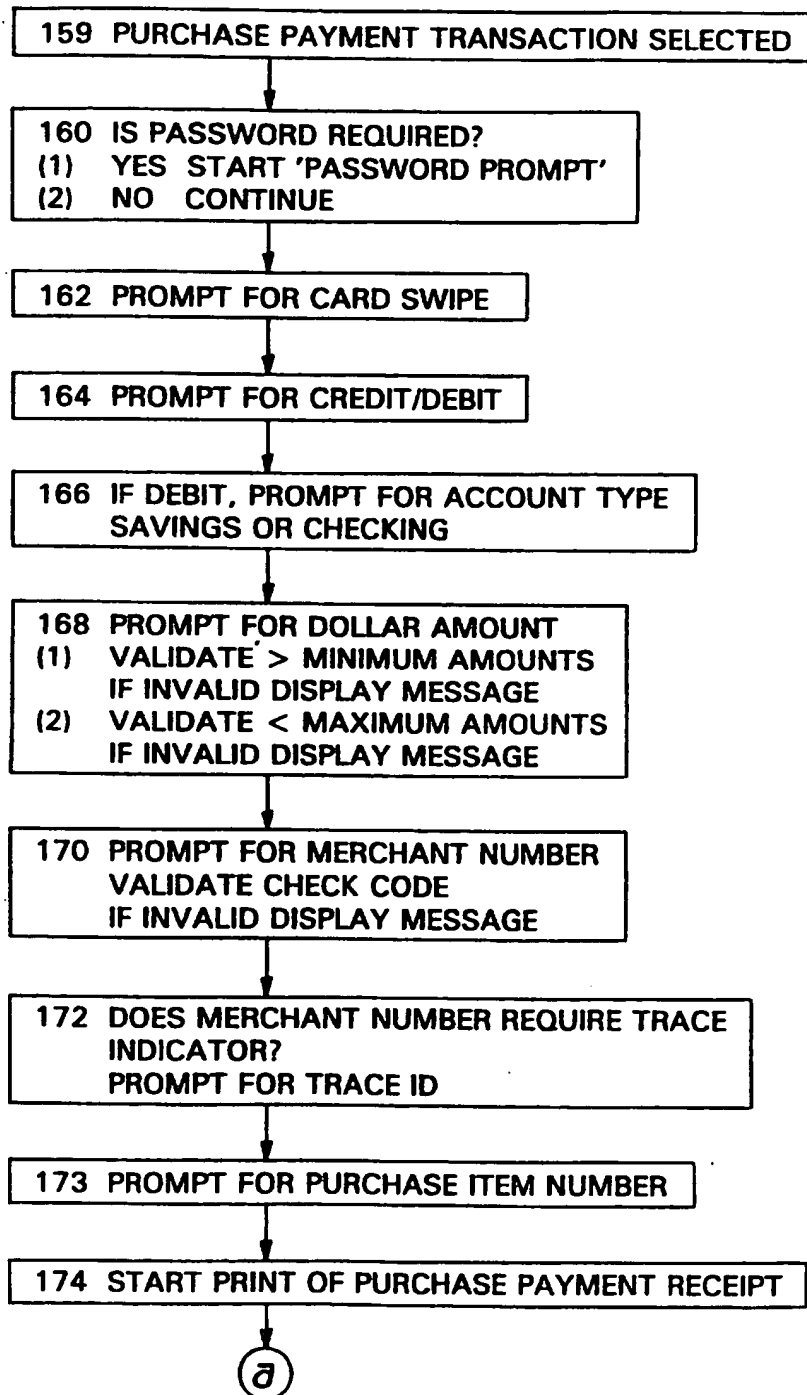 159 PURCHASE PAYMENT TRANSACTION SELECTED
160 IS PASSWORD REQUIRED?
(1) YES START 'PASSWORD PROMPT'
(2) NO CONTINUE
162 PROMPT FOR CARD SWIPE
164 PROMPT FOR CREDIT/DEBIT
166 IF DEBIT, PROMPT FOR ACCOUNT TYPE
SAVINGS OR CHECKING
168 PROMPT FOR DOLLAR AMOUNT
(1) VALIDATE > MINIMUM AMOUNTS
IF INVALID DISPLAY MESSAGE
(2) VALIDATE < MAXIMUM AMOUNTS
IF INVALID DISPLAY MESSAGE
170 PROMPT FOR MERCHANT NUMBER
VALIDATE CHECK CODE
IF INVALID DISPLAY MESSAGE
172 DOES MERCHANT NUMBER REQUIRE TRACE
INDICATOR?
PROMPT FOR TRACE ID
173 PROMPT FOR PURCHASE ITEM NUMBER
174 START PRINT OF PURCHASE PAYMENT RECEIPT
a